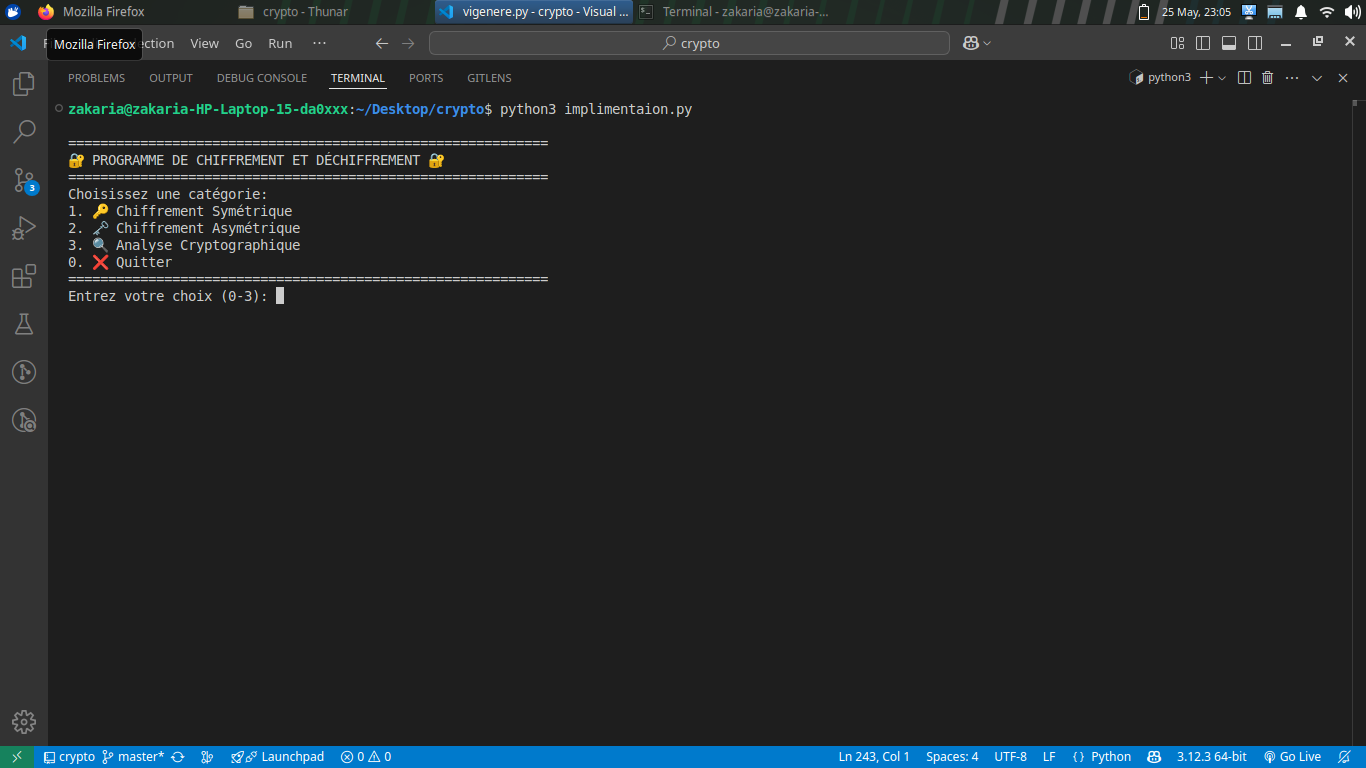 Mozilla Firefox
crypto - Thunar
vigenere.py - crypto - Visual ...
Terminal - zakaria@zakaria-...
25 May, 23:05
Mozilla Firefox
ction View Go Run ···
crypto
PROBLEMS OUTPUT DEBUG CONSOLE TERMINAL PORTS GITLENS
python3
zakaria@zakaria-HP-Laptop-15-da0xxx:~/Desktop/crypto$ python3 implimentaion.py
============================================================
🔐 PROGRAMME DE CHIFFREMENT ET DÉCHIFFREMENT 🔐
============================================================
Choisissez une catégorie:
1. 🔑 Chiffrement Symétrique
2. 🗝️ Chiffrement Asymétrique
3. 🔍 Analyse Cryptographique
0. ❌ Quitter
============================================================
Entrez votre choix (0-3):
3
crypto master* Launchpad 0 0
Ln 243, Col 1 Spaces: 4 UTF-8 LF { } Python 3.12.3 64-bit Go Live